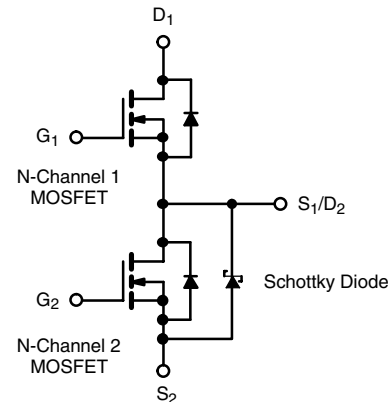 D1
G1
N-Channel 1
MOSFET
S1/D2
G2
Schottky Diode
N-Channel 2
MOSFET
S2